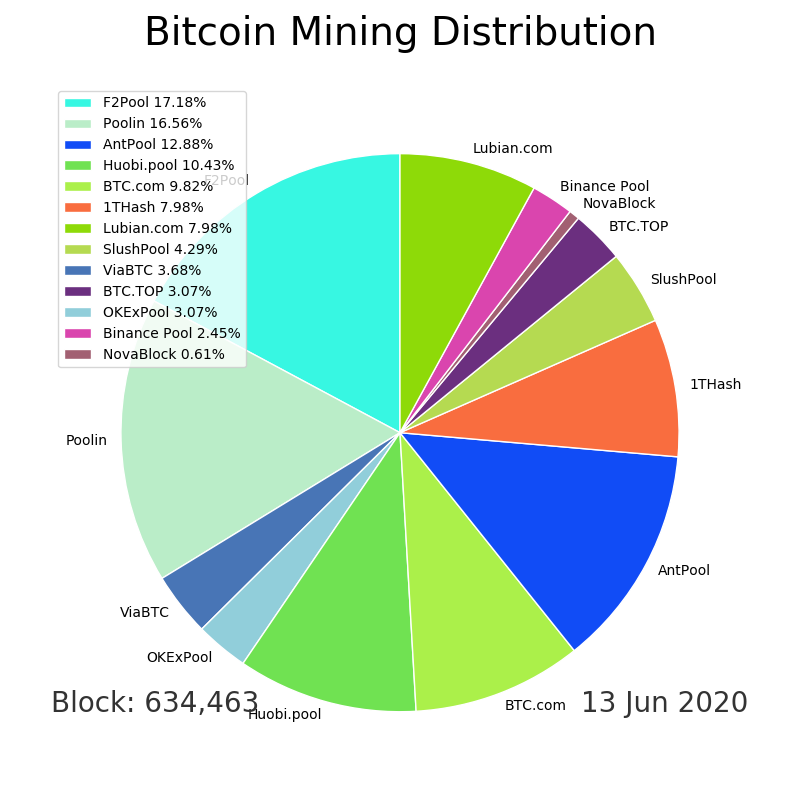 Bitcoin Mining Distribution
F2Pool 17.18%
Poolin 16.56%
AntPool 12.88%
Huobi.pool 10.43%
BTC.com 9.82%
1THash 7.98%
Lubian.com 7.98%
SlushPool 4.29%
ViaBTC 3.68%
BTC.TOP 3.07%
OKExPool 3.07%
Binance Pool 2.45%
NovaBlock 0.61%
Lubian.com
Binance Pool
NovaBlock
BTC.TOP
SlushPool
1THash
AntPool
BTC.com
Huobi.pool
OKExPool
ViaBTC
Poolin
F2Pool
Block: 634,463
13 Jun 2020